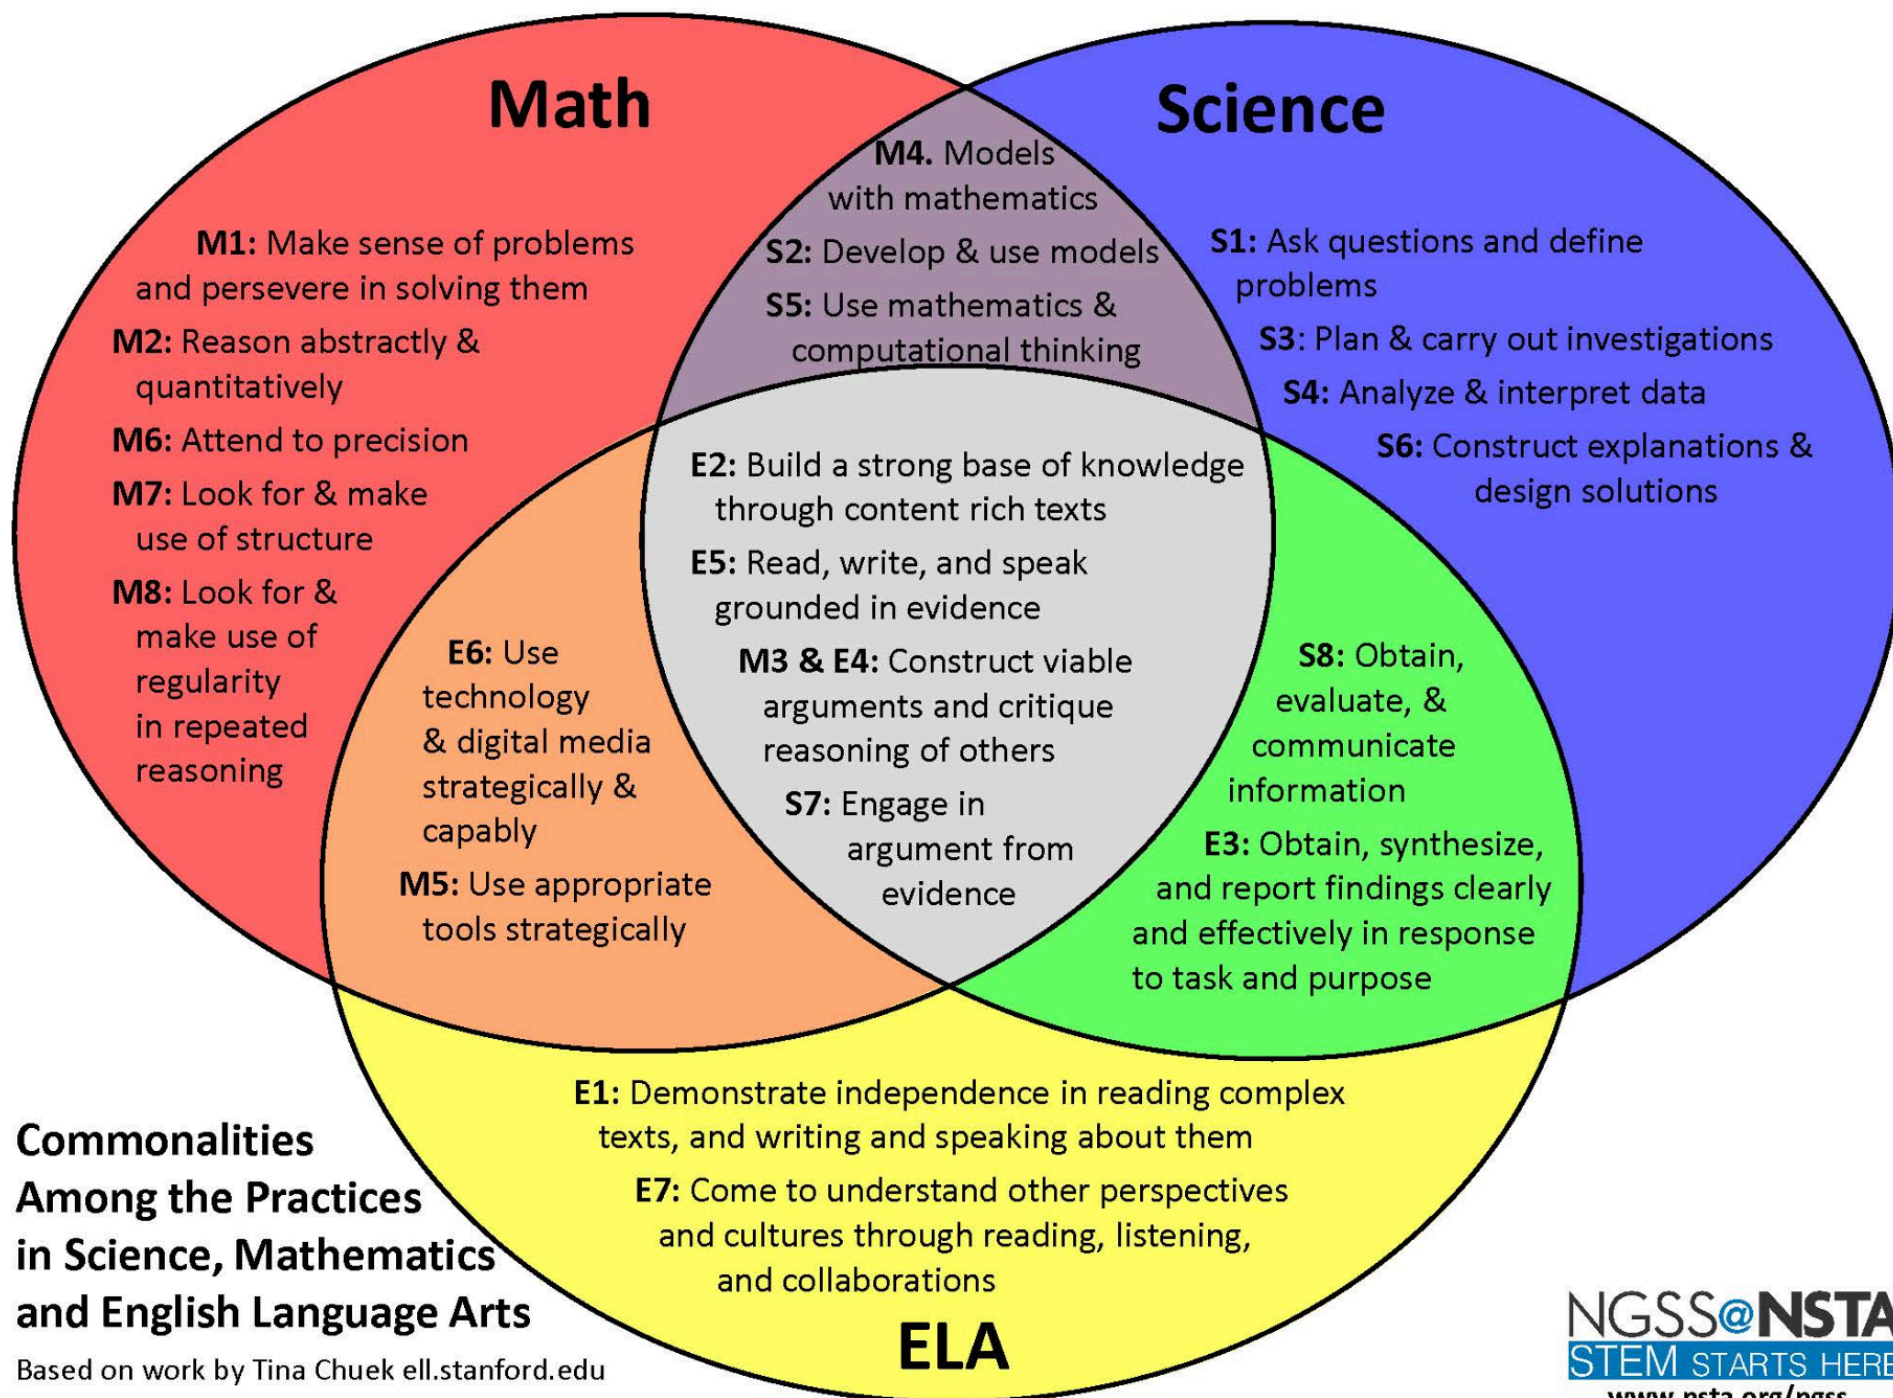 Math
Science
M4. Models
with mathematics
S2: Develop & use models
S5: Use mathematics &
computational thinking
M1: Make sense of problems
and persevere in solving them
M2: Reason abstractly &
quantitatively
M6: Attend to precision
M7: Look for & make
use of structure
M8: Look for &
make use of
regularity
in repeated
reasoning
S1: Ask questions and define
problems
S3: Plan & carry out investigations
S4: Analyze & interpret data
S6: Construct explanations &
design solutions
E2: Build a strong base of knowledge
through content rich texts
E5: Read, write, and speak
grounded in evidence
M3 & E4: Construct viable
arguments and critique
reasoning of others
S7: Engage in
argument from
evidence
E6: Use
technology
& digital media
strategically &
capably
M5: Use appropriate
tools strategically
S8: Obtain,
evaluate, &
communicate
information
E3: Obtain, synthesize,
and report findings clearly
and effectively in response
to task and purpose
E1: Demonstrate independence in reading complex
texts, and writing and speaking about them
E7: Come to understand other perspectives
and cultures through reading, listening,
and collaborations
ELA
Commonalities
Among the Practices
in Science, Mathematics
and English Language Arts
Based on work by Tina Chuek ell.stanford.edu
NGSS@NSTA
STEM STARTS HERE
www.nsta.org/ngss